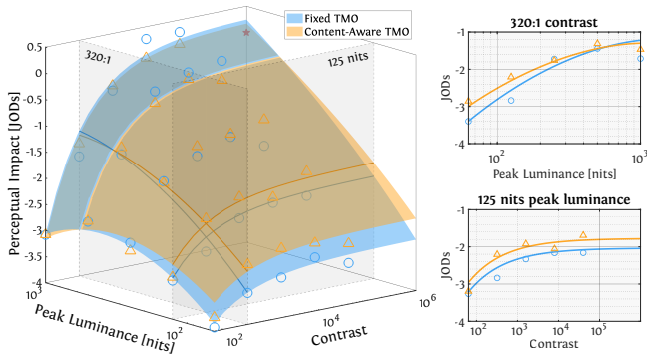 Fixed TMO
Content-Aware TMO
320:1
125 nits
Perceptual Impact [JODs]
0.5
0
-0.5
-1
-1.5
-2
-2.5
-3
-3.5
-4
10³
10²
Peak Luminance [nits]
10²
10⁴
10⁶
Contrast
320:1 contrast
JODs
-1
-2
-3
-4
10²
10³
Peak Luminance [nits]
125 nits peak luminance
JODs
-1
-2
-3
-4
10²
10³
10⁴
10⁵
Contrast